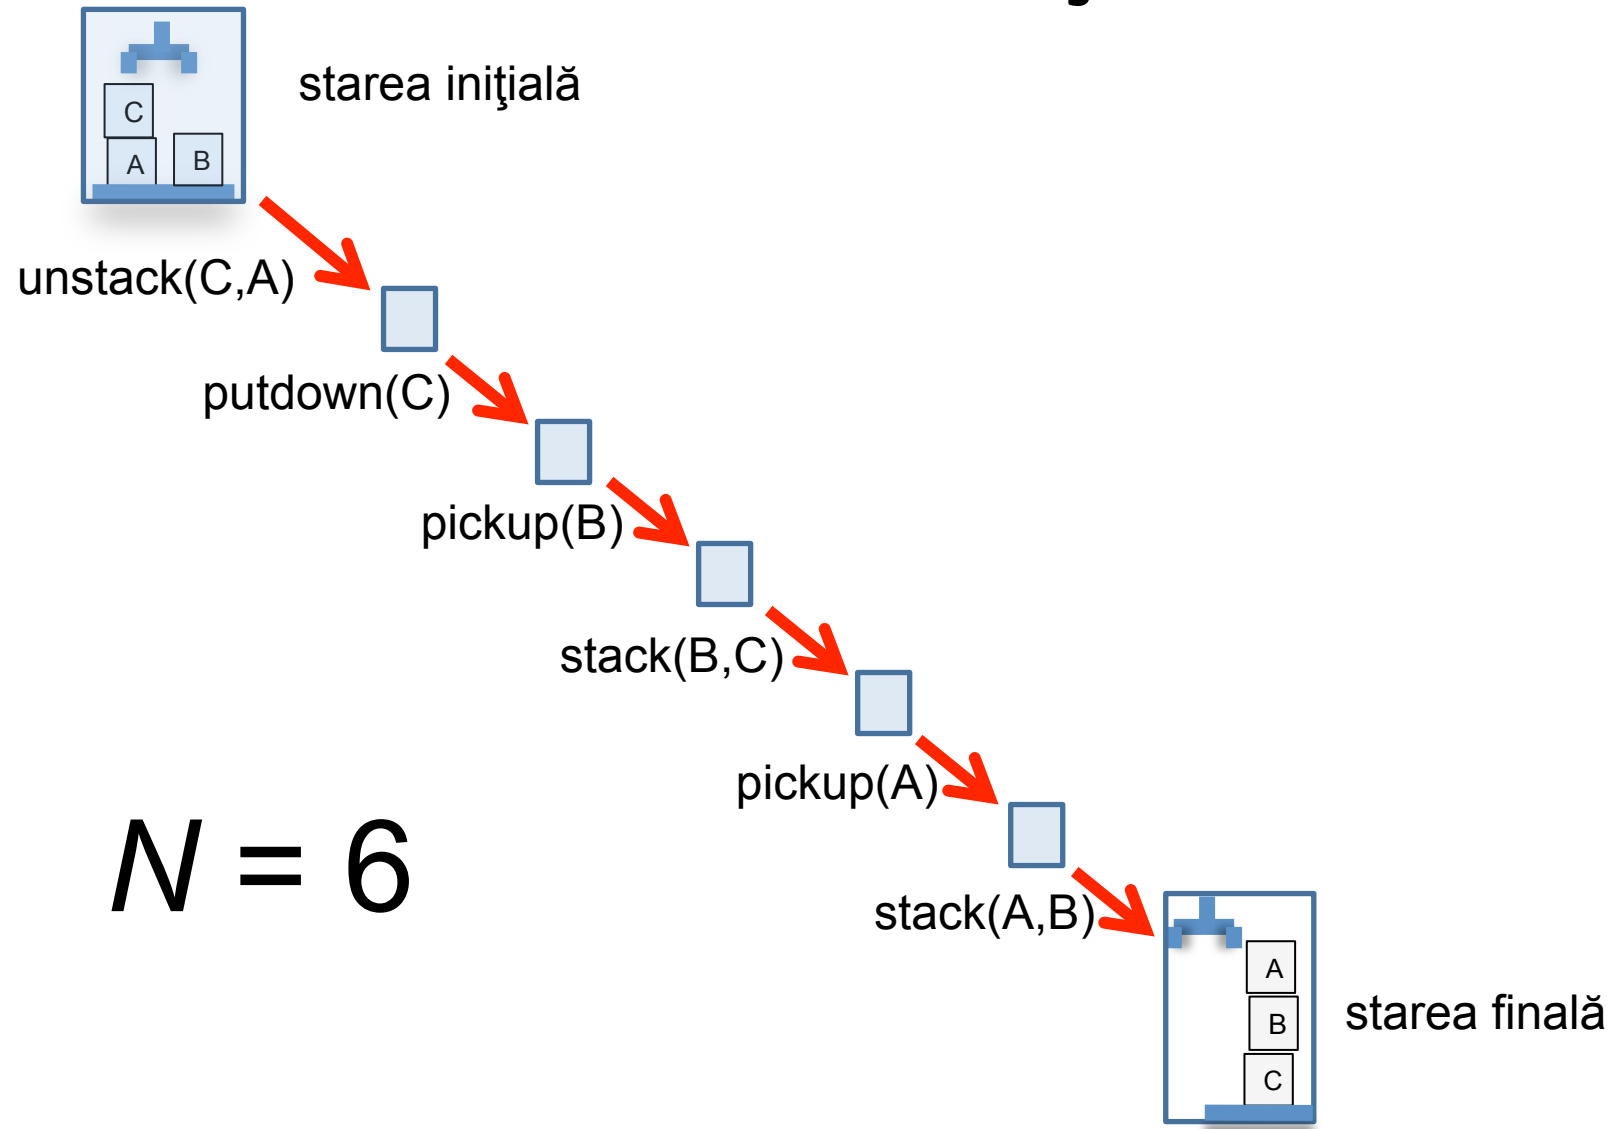 starea iniţială
C
A
B
unstack(C,A)
putdown(C)
pickup(B)
stack(B,C)
pickup(A)
N = 6
stack(A,B)
A
B
C
starea finală